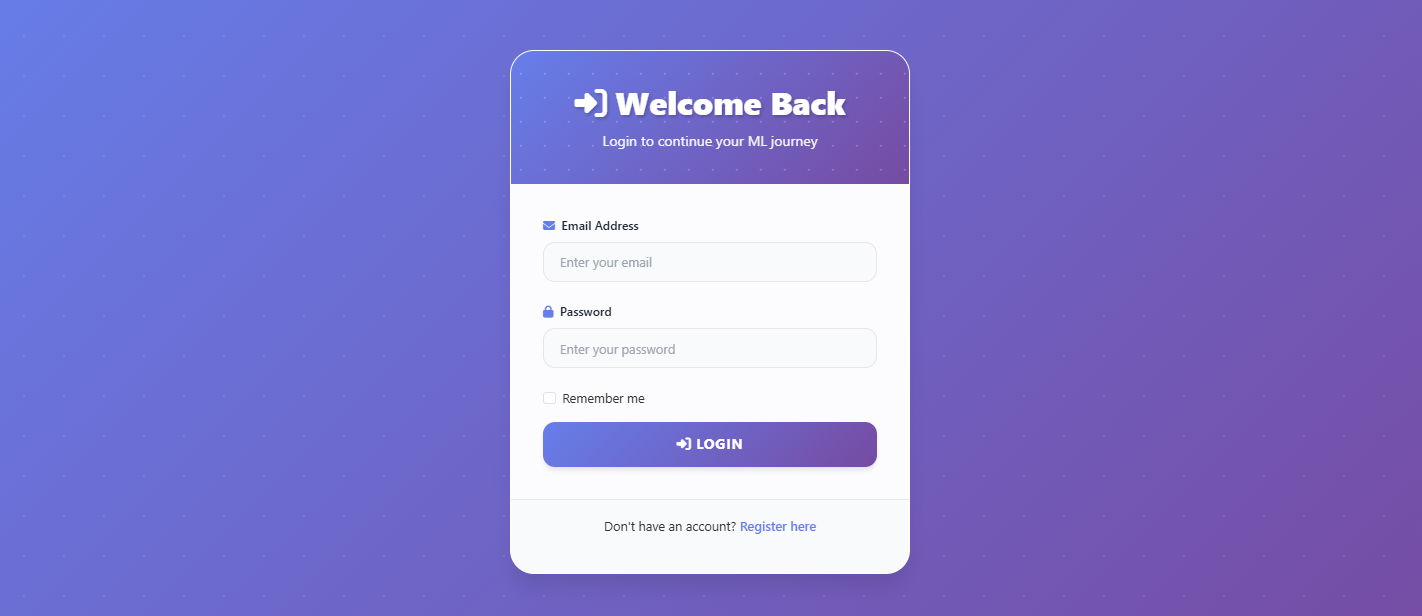 Welcome Back
Login to continue your ML journey
Email Address
Enter your email
Password
Enter your password
Remember me
LOGIN
Don't have an account? Register here